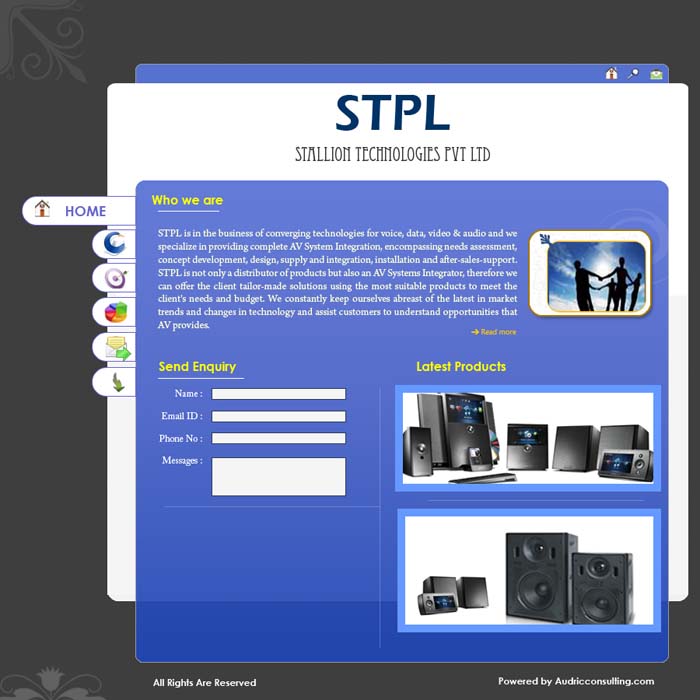 STPL
STALLION TECHNOLOGIES PVT LTD
HOME
Who we are
STPL is in the business of converging technologies for voice, data, video & audio and we
specialize in providing complete AV System Integration, encompassing needs assessment,
concept development, design, supply and integration, installation and after-sales-support.
STPL is not only a distributor of products but also an AV Systems Integrator, therefore we
can offer the client tailor-made solutions using the most suitable products to meet the
client's needs and budget. We constantly keep ourselves abreast of the latest in market
trends and changes in technology and assist customers to understand opportunities that
AV provides.
Read more
Send Enquiry
Name :
Email ID :
Phone No :
Messages :
Latest Products
All Rights Are Reserved
Powered by Audricconsulting.com